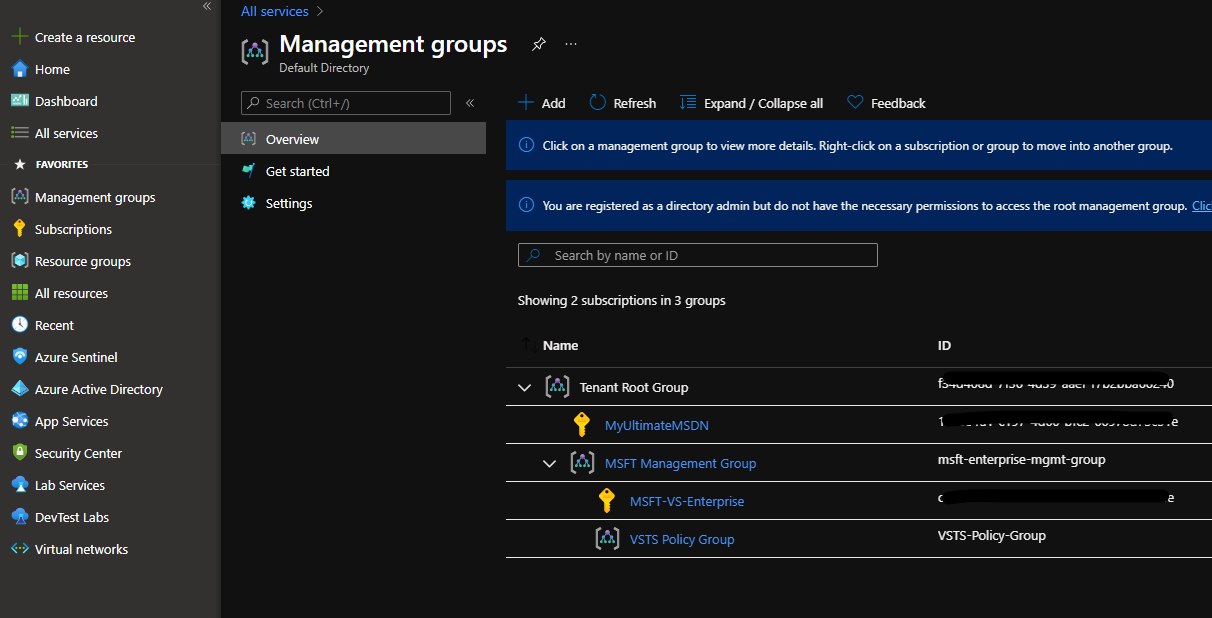 All services
Create a resource
Home
Dashboard
All services
FAVORITES
Management groups
Subscriptions
Resource groups
All resources
Recent
Azure Sentinel
Azure Active Directory
App Services
Security Center
Lab Services
DevTest Labs
Virtual networks
Management groups
Default Directory
Search (Ctrl+/)
Overview
Get started
Settings
Add Refresh Expand / Collapse all Feedback
Click on a management group to view more details. Right-click on a subscription or group to move into another group.
You are registered as a directory admin but do not have the necessary permissions to access the root management group. Clic
Search by name or ID
Showing 2 subscriptions in 3 groups
Name ID
Tenant Root Group
MyUltimateMSDN
MSFT Management Group msft-enterprise-mgmt-group
MSFT-VS-Enterprise
VSTS Policy Group VSTS-Policy-Group